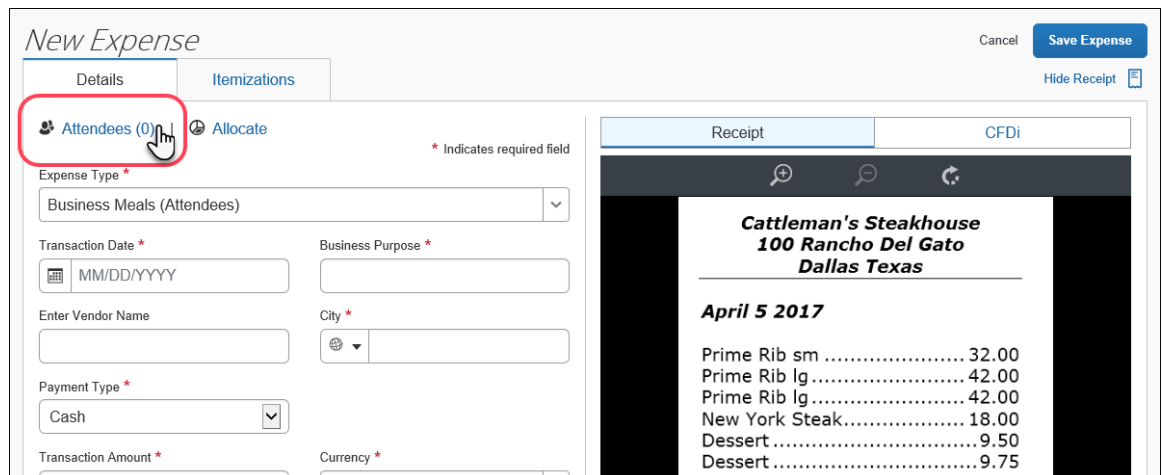 New Expense
Cancel
Save Expense
Details
Itemizations
Hide Receipt
Attendees (0) | Allocate
* Indicates required field
Expense Type *
Business Meals (Attendees)
Transaction Date *
Business Purpose *
MM/DD/YYYY
Enter Vendor Name
City *
Payment Type *
Cash
Transaction Amount *
Currency *
Receipt
CFDi
Cattleman's Steakhouse
100 Rancho Del Gato
Dallas Texas
April 5 2017
Prime Rib sm ....................... 32.00
Prime Rib lg......................... 42.00
Prime Rib lg......................... 42.00
New York Steak.................... 18.00
Dessert .................................9.50
Dessert .................................9.75